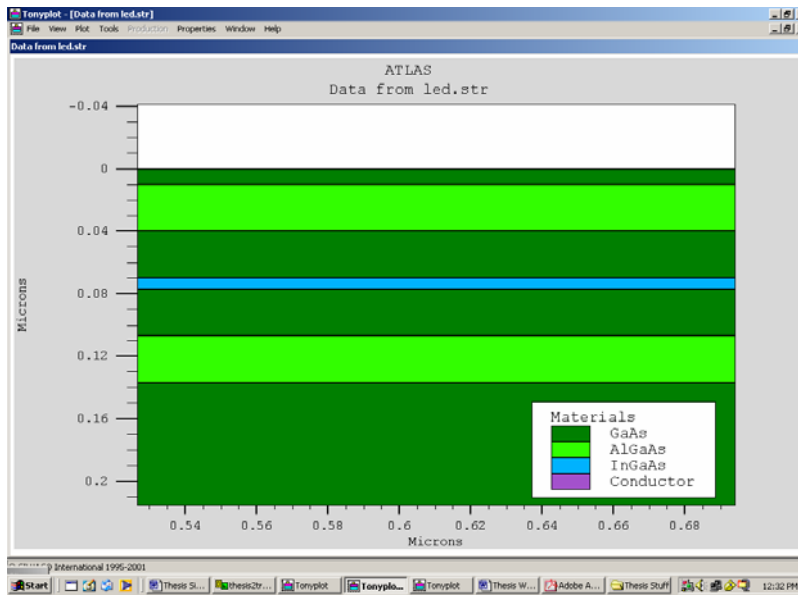 Tonyplot - [Data from led.str]
File View Plot Tools Production Properties Window Help
Data from led.str
ATLAS
Data from led.str
-0.04
0
0.04
0.08
0.12
0.16
0.2
Microns
Materials
GaAs
AlGaAs
InGaAs
Conductor
0.54 0.56 0.58 0.6 0.62 0.64 0.66 0.68
Microns
International 1995-2001
Start Thesis Si... thesis2tr... Tonyplot Tonyplo... Tonyplot Thesis W... Adobe A... Thesis Stuff 12:32 PM